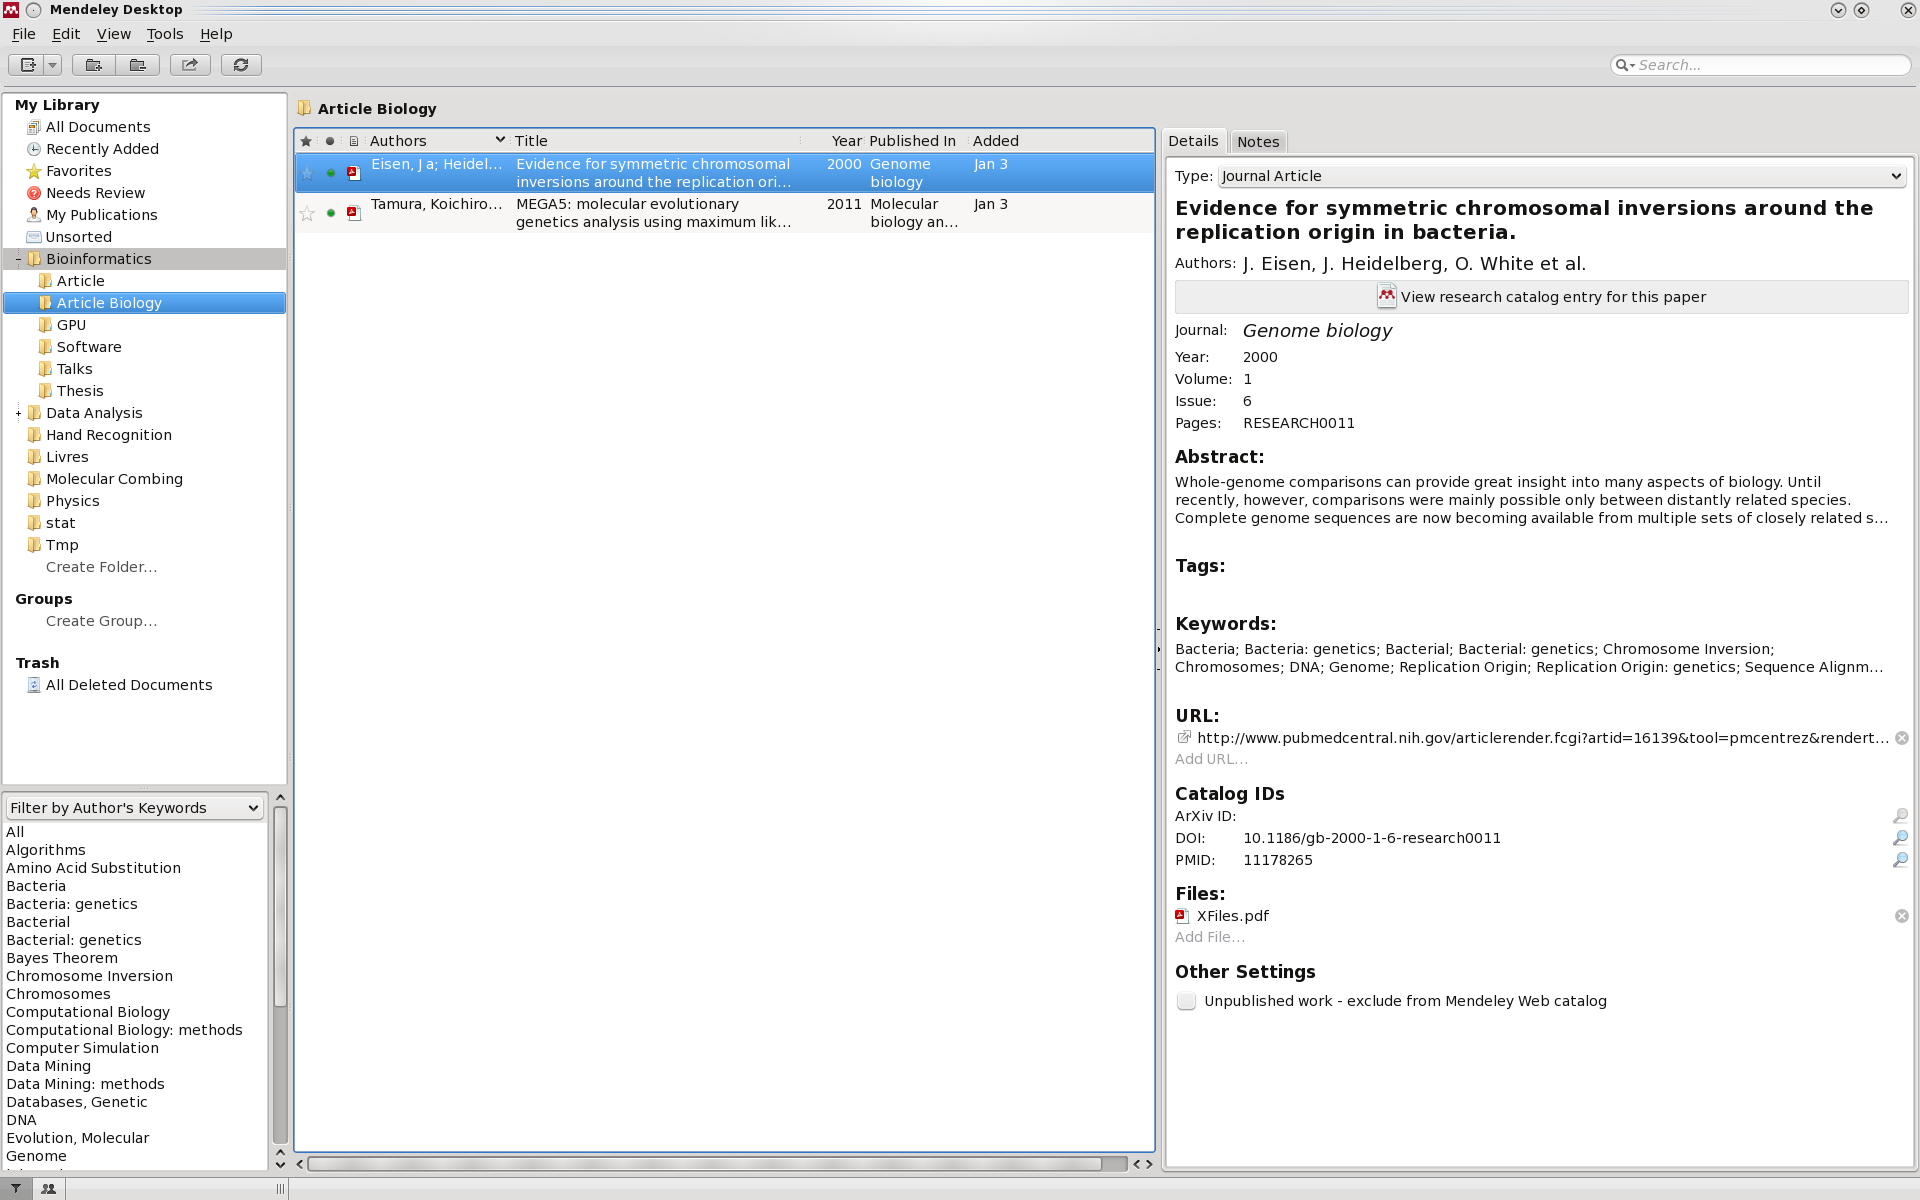 Mendeley Desktop
File Edit View Tools Help
Search...
My Library
All Documents
Recently Added
Favorites
Needs Review
My Publications
Unsorted
Bioinformatics
Article
Article Biology
GPU
Software
Talks
Thesis
Data Analysis
Hand Recognition
Livres
Molecular Combing
Physics
stat
Tmp
Create Folder...
Groups
Create Group...
Trash
All Deleted Documents
Filter by Author's Keywords
All
Algorithms
Amino Acid Substitution
Bacteria
Bacteria: genetics
Bacterial
Bacterial: genetics
Bayes Theorem
Chromosome Inversion
Chromosomes
Computational Biology
Computational Biology: methods
Computer Simulation
Data Mining
Data Mining: methods
Databases, Genetic
DNA
Evolution, Molecular
Genome
Article Biology
Authors Title Year Published In Added
Eisen, J a; Heidel... Evidence for symmetric chromosomal 2000 Genome Jan 3
inversions around the replication ori... biology
Tamura, Koichiro... MEGA5: molecular evolutionary 2011 Molecular Jan 3
genetics analysis using maximum lik... biology an...
Details Notes
Type: Journal Article
Evidence for symmetric chromosomal inversions around the
replication origin in bacteria.
Authors: J. Eisen, J. Heidelberg, O. White et al.
View research catalog entry for this paper
Journal: Genome biology
Year: 2000
Volume: 1
Issue: 6
Pages: RESEARCH0011
Abstract:
Whole-genome comparisons can provide great insight into many aspects of biology. Until
recently, however, comparisons were mainly possible only between distantly related species.
Complete genome sequences are now becoming available from multiple sets of closely related s...
Tags:
Keywords:
Bacteria; Bacteria: genetics; Bacterial; Bacterial: genetics; Chromosome Inversion;
Chromosomes; DNA; Genome; Replication Origin; Replication Origin: genetics; Sequence Alignm...
URL:
http://www.pubmedcentral.nih.gov/articlerender.fcgi?artid=16139&tool=pmcentrez&rendert...
Add URL...
Catalog IDs
ArXiv ID:
DOI: 10.1186/gb-2000-1-6-research0011
PMID: 11178265
Files:
XFiles.pdf
Add File...
Other Settings
Unpublished work - exclude from Mendeley Web catalog